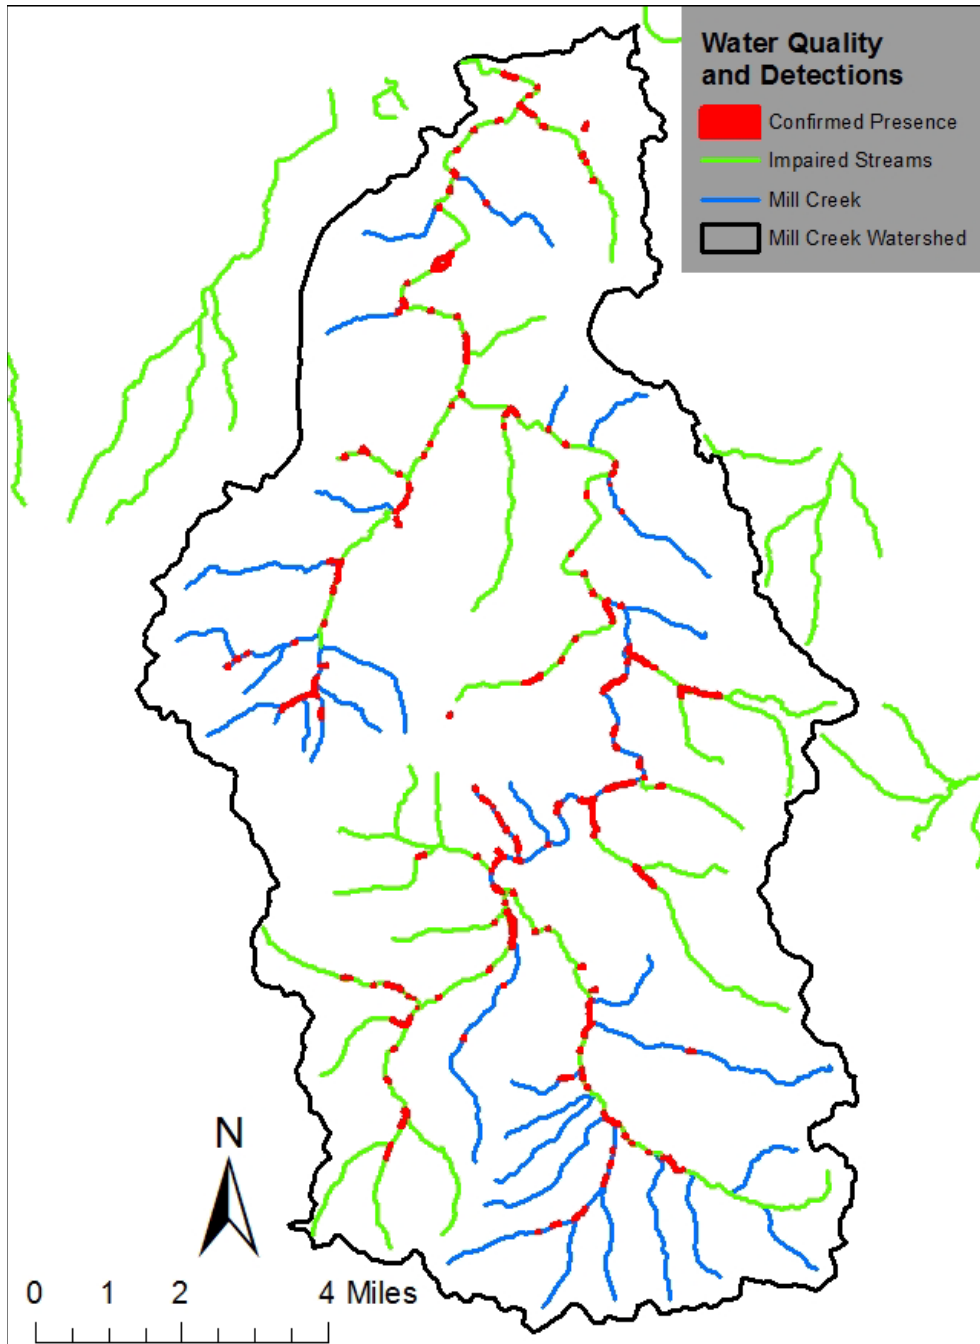 Water Quality
and Detections
Confirmed Presence
Impaired Streams
Mill Creek
Mill Creek Watershed
N
0 1 2 4 Miles